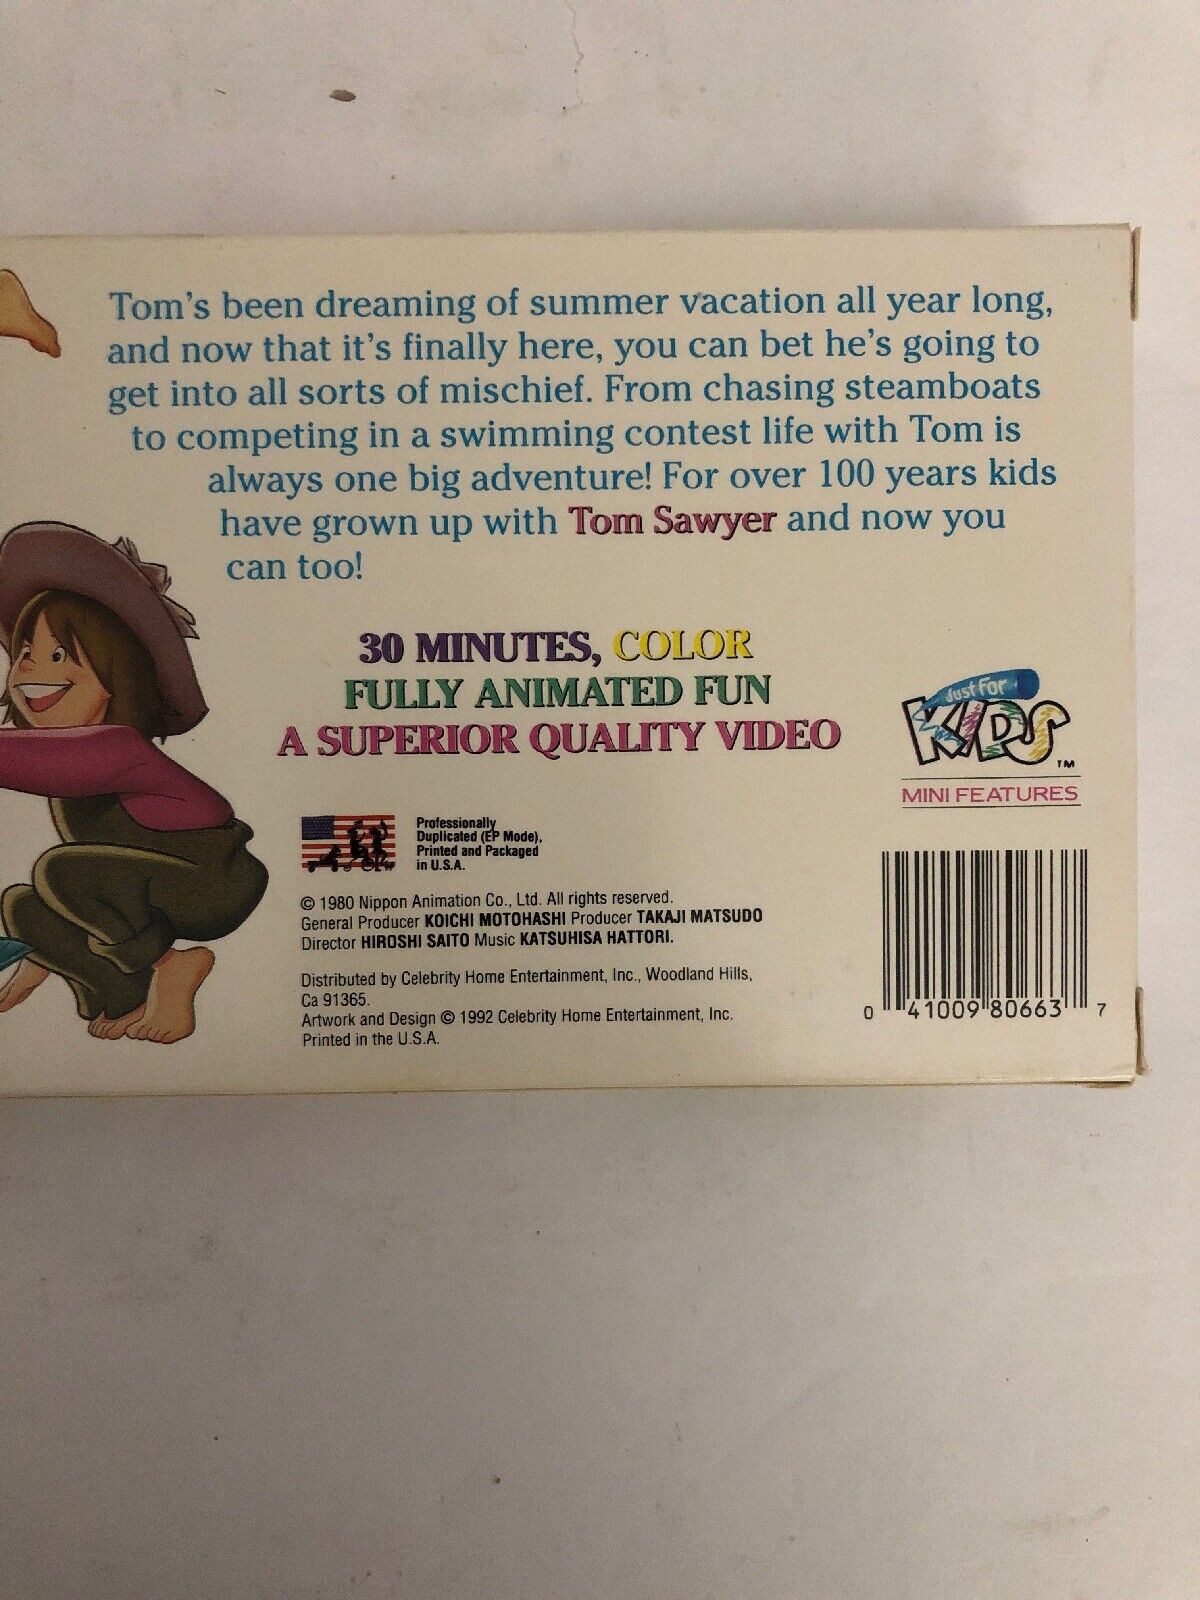 Tom's been dreaming of summer vacation all year long,
and now that it's finally here, you can bet he's going to
get into all sorts of mischief. From chasing steamboats
to competing in a swimming contest life with Tom is
always one big adventure! For over 100 years kids
have grown up with Tom Sawyer and now you
can too!
30 MINUTES, COLOR
FULLY ANIMATED FUN
A SUPERIOR QUALITY VIDEO
Just For
KIDS
TM
MINI FEATURES
Professionally
Duplicated (EP Mode),
Printed and Packaged
in U.S.A.
© 1980 Nippon Animation Co., Ltd. All rights reserved.
General Producer KOICHI MOTOHASHI Producer TAKAJI MATSUDO
Director HIROSHI SAITO Music KATSUHISA HATTORI.
Distributed by Celebrity Home Entertainment, Inc., Woodland Hills,
Ca 91365.
Artwork and Design © 1992 Celebrity Home Entertainment, Inc.
Printed in the U.S.A.
0 41009 80663 7